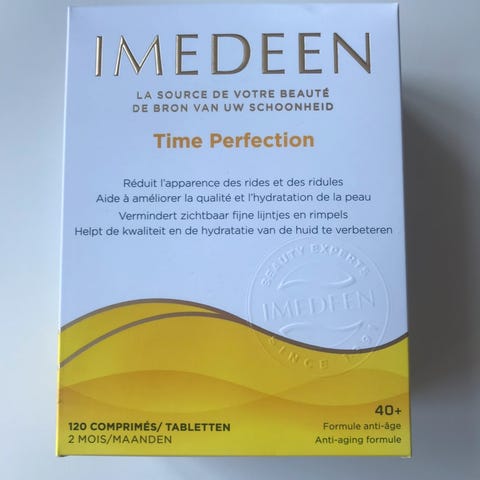 IMEDEEN
LA SOURCE DE VOTRE BEAUTÉ
DE BRON VAN UW SCHOONHEID
Time Perfection
Réduit l'apparence des rides et des ridules
Aide à améliorer la qualité et l'hydratation de la peau
Vermindert zichtbaar fijne lijntjes en rimpels
Helpt de kwaliteit en de hydratatie van de huid te verbeteren
BEAUTY EXPERTS
IMEDEEN
SINCE 1991
120 COMPRIMÉS/ TABLETTEN
2 MOIS/MAANDEN
40+
Formule anti-âge
Anti-aging formule